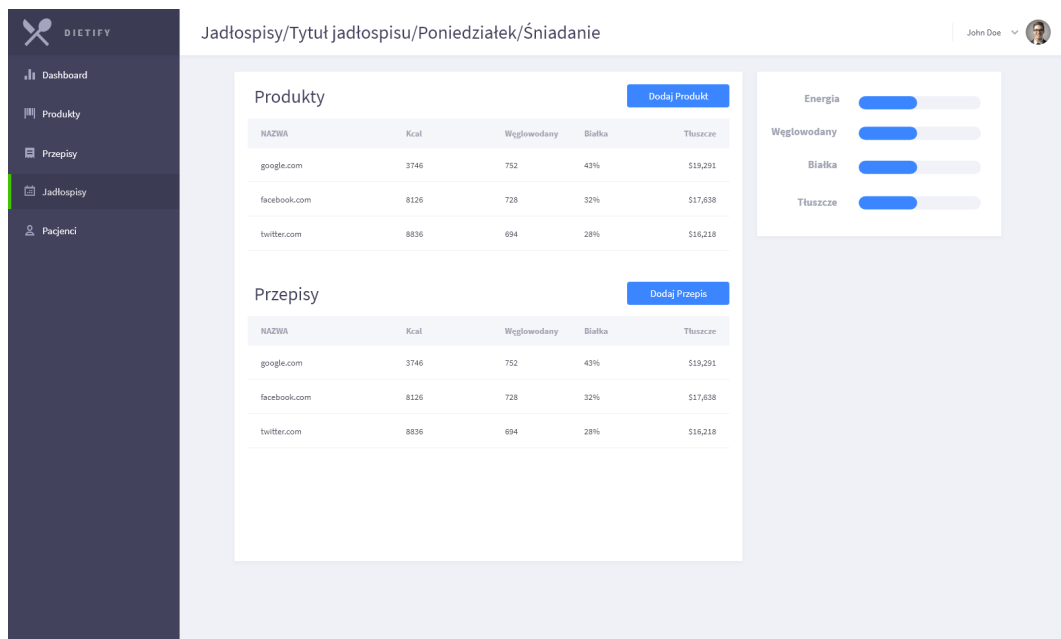 DIETIFY
Jadłospisy/Tytuł jadłospisu/Poniedziałek/Śniadanie
John Doe
Dashboard
Produkty
Przepisy
Jadłospisy
Pacjenci
Produkty
Dodaj Produkt
NAZWA Kcal Węglowodany Białka Tłuszcze
google.com 3746 752 43% $19,291
facebook.com 8126 728 32% $17,638
twitter.com 8836 694 28% $16,218
Przepisy
Dodaj Przepis
NAZWA Kcal Węglowodany Białka Tłuszcze
google.com 3746 752 43% $19,291
facebook.com 8126 728 32% $17,638
twitter.com 8836 694 28% $16,218
Energia
Węglowodany
Białka
Tłuszcze